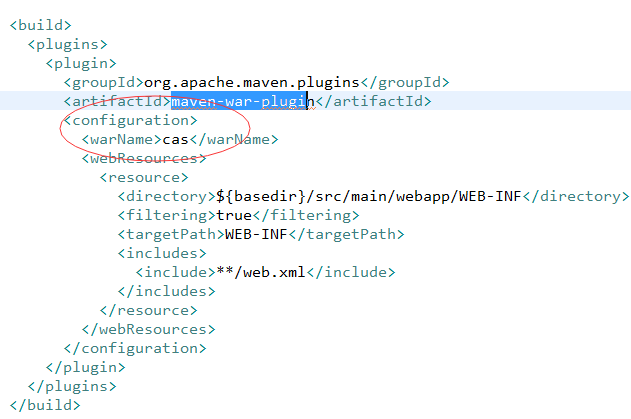 <build>
  <plugins>
    <plugin>
      <groupId>org.apache.maven.plugins</groupId>
      <artifactId>maven-war-plugin</artifactId>
      <configuration>
        <warName>cas</warName>
        <webResources>
          <resource>
            <directory>${basedir}/src/main/webapp/WEB-INF</directory>
            <filtering>true</filtering>
            <targetPath>WEB-INF</targetPath>
            <includes>
              <include>**/web.xml</include>
            </includes>
          </resource>
        </webResources>
      </configuration>
    </plugin>
  </plugins>
</build>